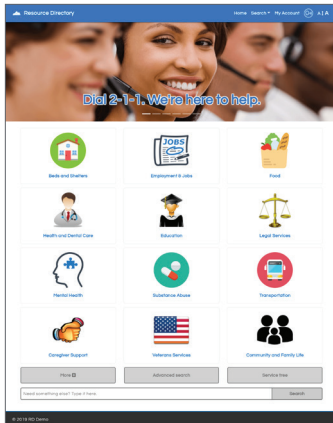 Resource Directory
Home Search My Account A | A
Dial 2-1-1. We're here to help.
JOBS
Beds and Shelters
Employment & Jobs
Food
Health and Dental Care
Education
Legal Services
Mental Health
Substance Abuse
Transportation
Caregiver Support
Veterans Services
Community and Family Life
More
Advanced search
Service tree
Need something else? Type it here.
Search
© 2018 RD Demo